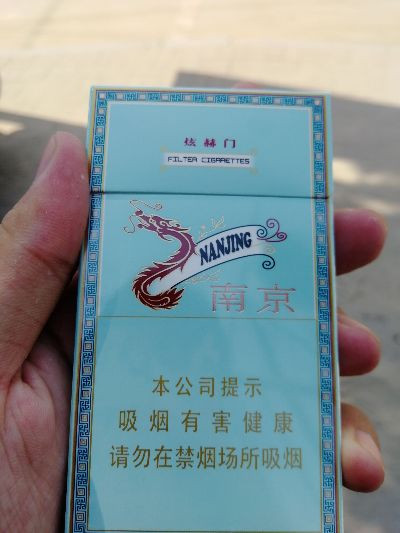 炫赫门
FILTER CIGARETTES
NANJING
南京
本公司提示
吸烟有害健康
请勿在禁烟场所吸烟